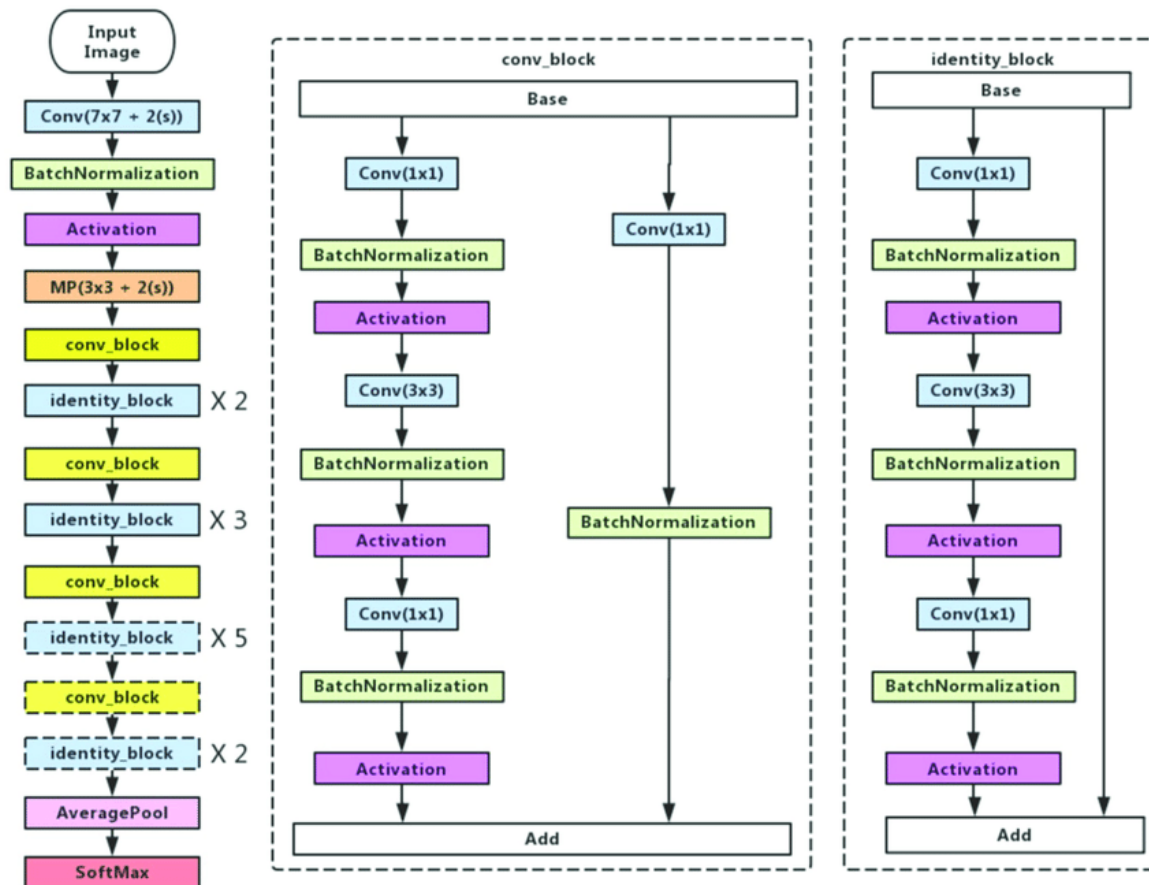 Input
Image
Conv(7x7 + 2(s))
BatchNormalization
Activation
MP(3x3 + 2(s))
conv_block
identity_block X 2
conv_block
identity_block X 3
conv_block
identity_block X 5
conv_block
identity_block X 2
AveragePool
SoftMax
conv_block
Base
Conv(1x1)
BatchNormalization
Activation
Conv(3x3)
BatchNormalization
Activation
Conv(1x1)
BatchNormalization
Activation
Conv(1x1)
BatchNormalization
Add
identity_block
Base
Conv(1x1)
BatchNormalization
Activation
Conv(3x3)
BatchNormalization
Activation
Conv(1x1)
BatchNormalization
Activation
Add